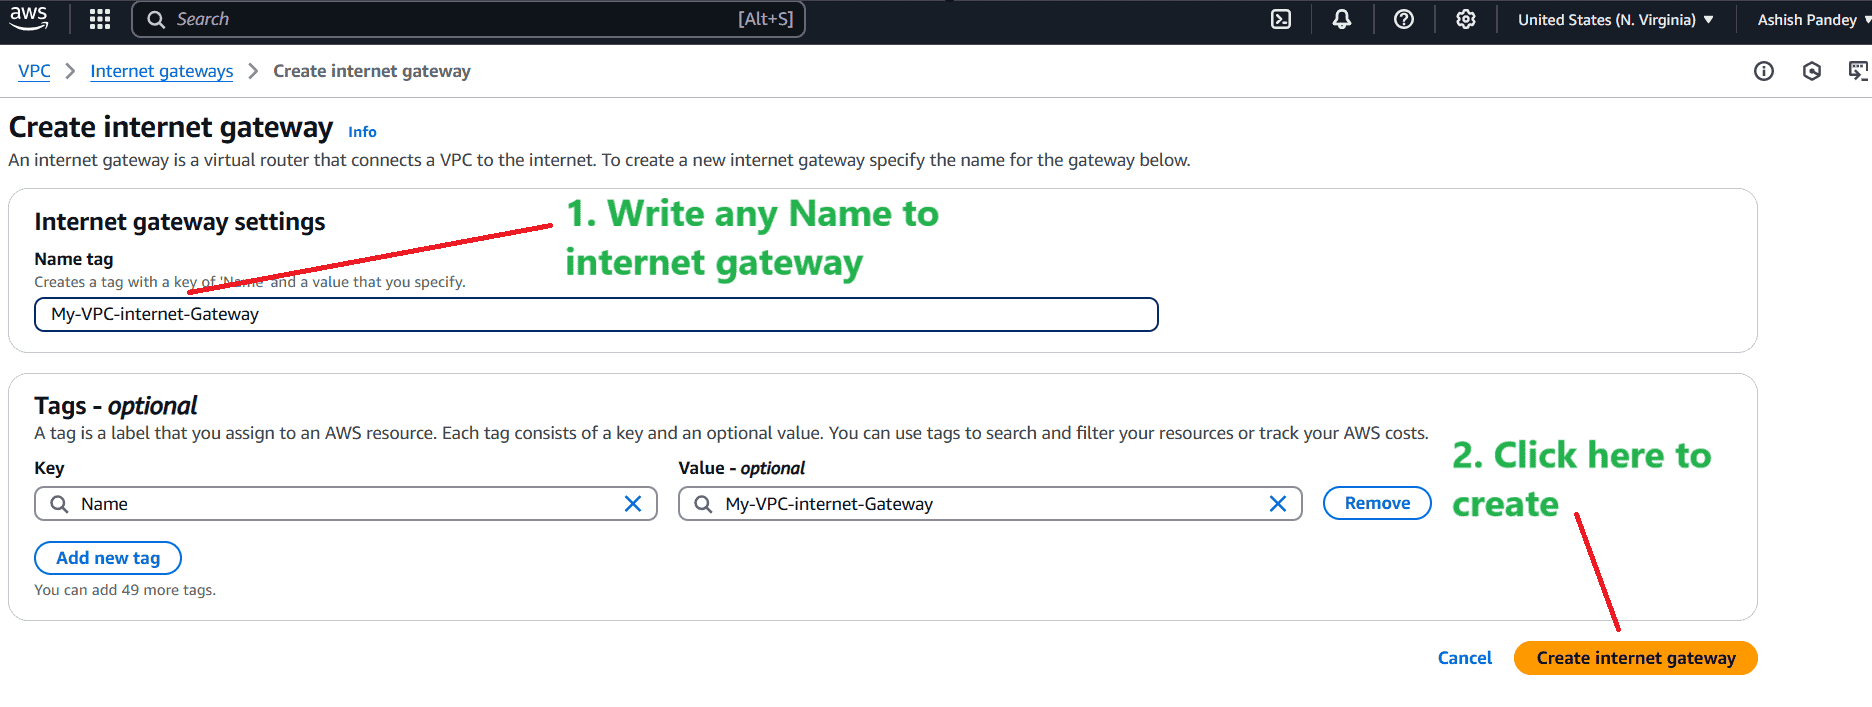 aws
Search [Alt+S] United States (N. Virginia) Ashish Pandey
VPC Internet gateways Create internet gateway
Create internet gateway Info
An internet gateway is a virtual router that connects a VPC to the internet. To create a new internet gateway specify the name for the gateway below.
Internet gateway settings
1. Write any Name to
internet gateway
Name tag
Creates a tag with a key of 'Name' and a value that you specify.
My-VPC-internet-Gateway
Tags - optional
A tag is a label that you assign to an AWS resource. Each tag consists of a key and an optional value. You can use tags to search and filter your resources or track your AWS costs.
2. Click here to
create
Key Value - optional
Name My-VPC-internet-Gateway Remove
Add new tag
You can add 49 more tags.
Cancel Create internet gateway